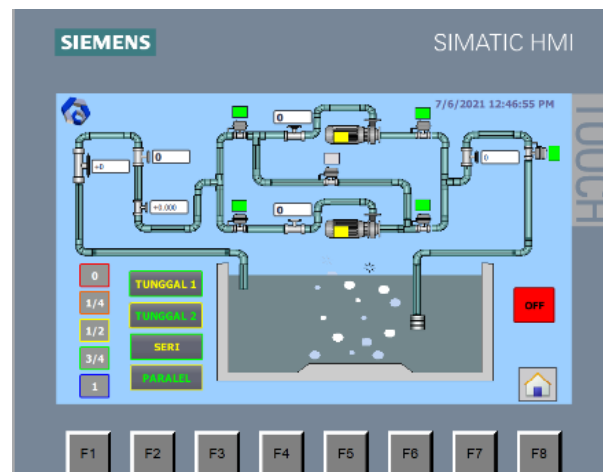 SIEMENS
SIMATIC HMI
TOUCH
7/6/2021 12:46:55 PM
0
+0
0
0
+0.000
0
0
1/4
1/2
3/4
1
TUNGGAL 1
TUNGGAL 2
SERI
PARALEL
OFF
F1
F2
F3
F4
F5
F6
F7
F8